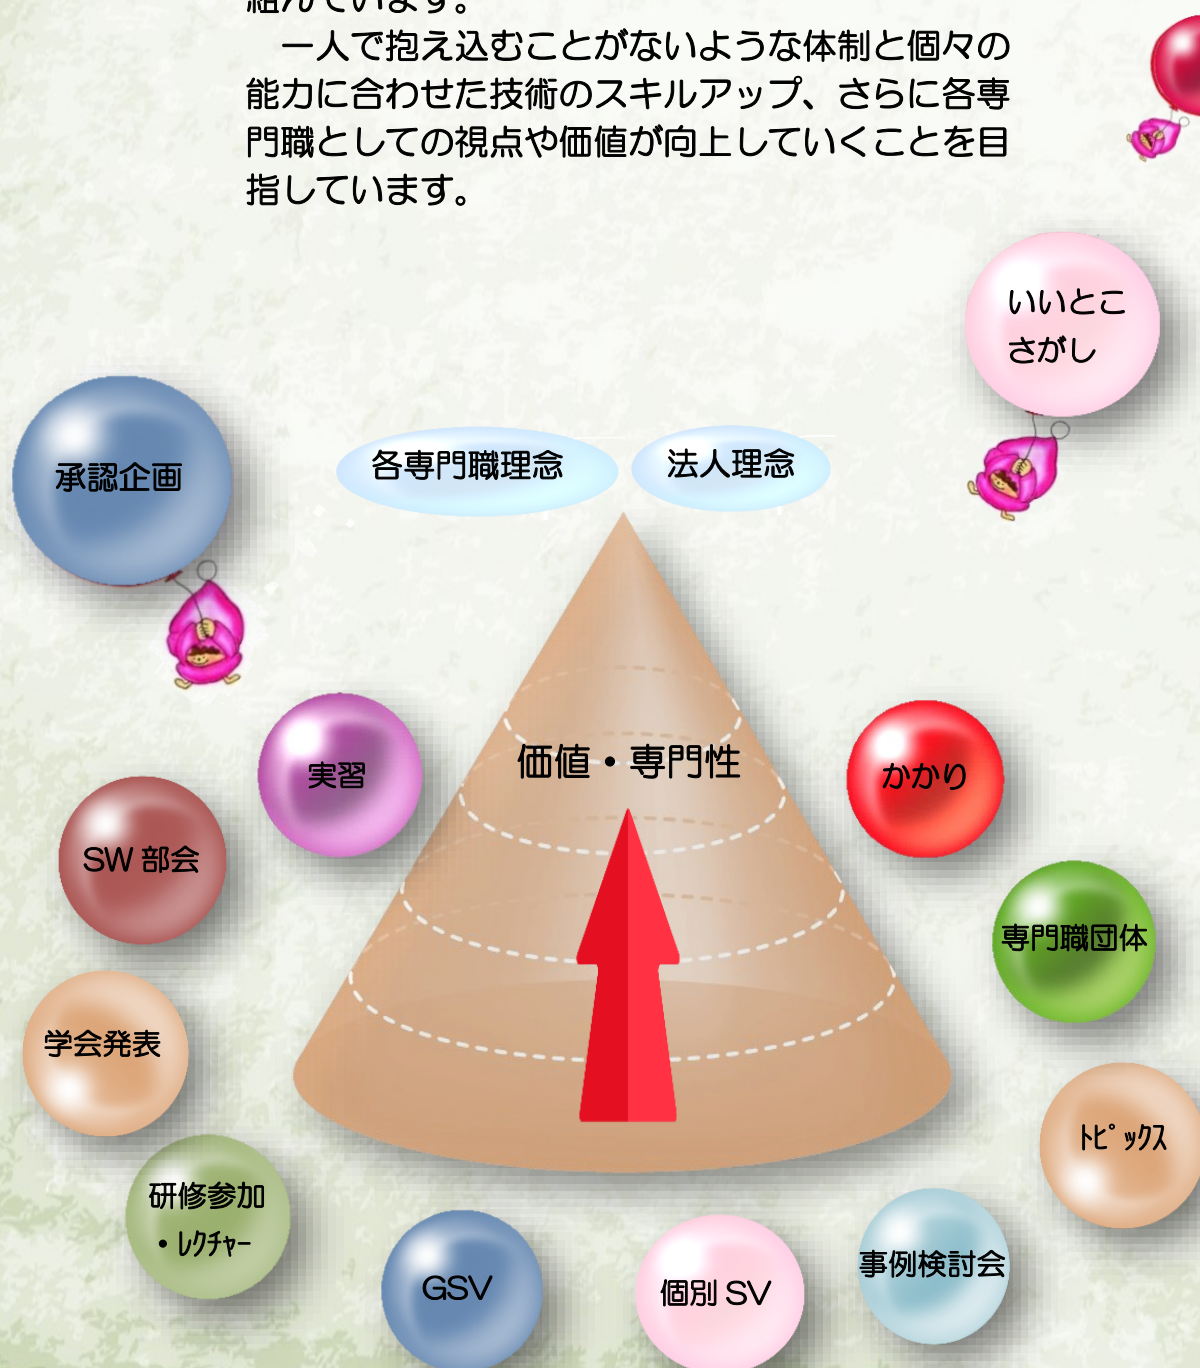 組んでいます。
　一人で抱え込むことがないような体制と個々の
能力に合わせた技術のスキルアップ、さらに各専
門職としての視点や価値が向上していくことを目
指しています。
いいとこ
さがし
承認企画
各専門職理念
法人理念
価値・専門性
実習
かかり
SW 部会
専門職団体
学会発表
ﾄﾋﾟｯｸｽ
研修参加
・ﾚｸﾁｬｰ
GSV
個別 SV
事例検討会